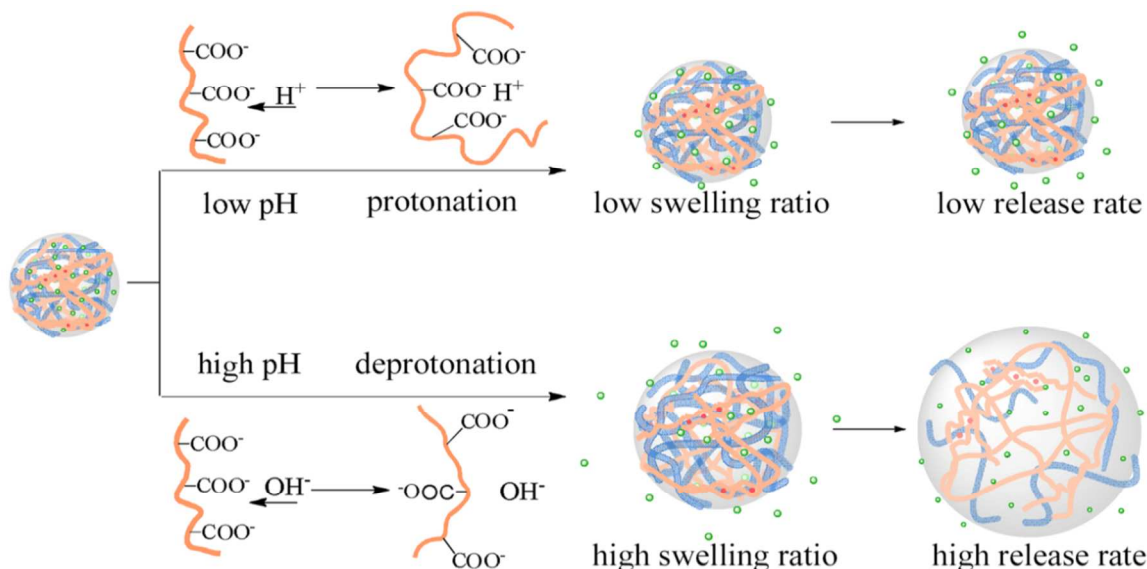 COO-
COO-
COO-
H+
COO-
COO- H+
COO-
low pH
protonation
low swelling ratio
low release rate
high pH
deprotonation
COO-
COO-
COO-
OH-
COO-
-OOC
OH-
COO-
high swelling ratio
high release rate